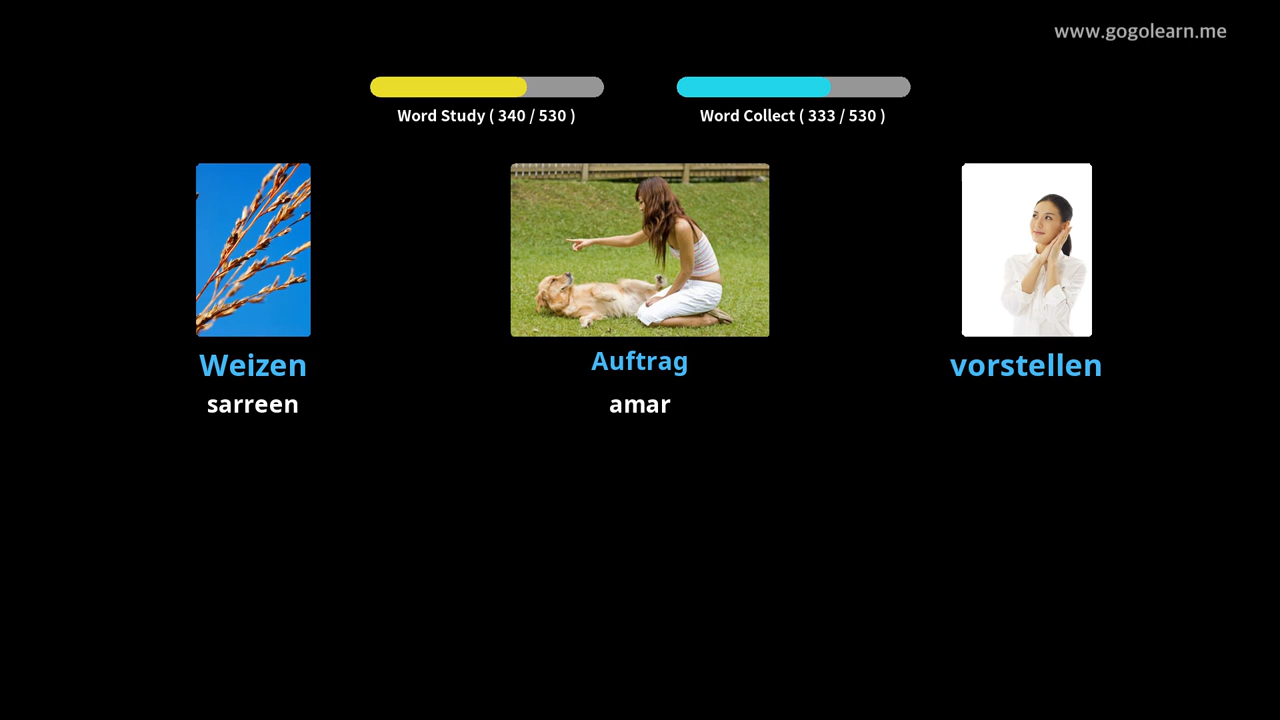 www.gogolearn.me
Word Study ( 340 / 530 )
Word Collect ( 333 / 530 )
Weizen
Auftrag
vorstellen
sarreen
amar